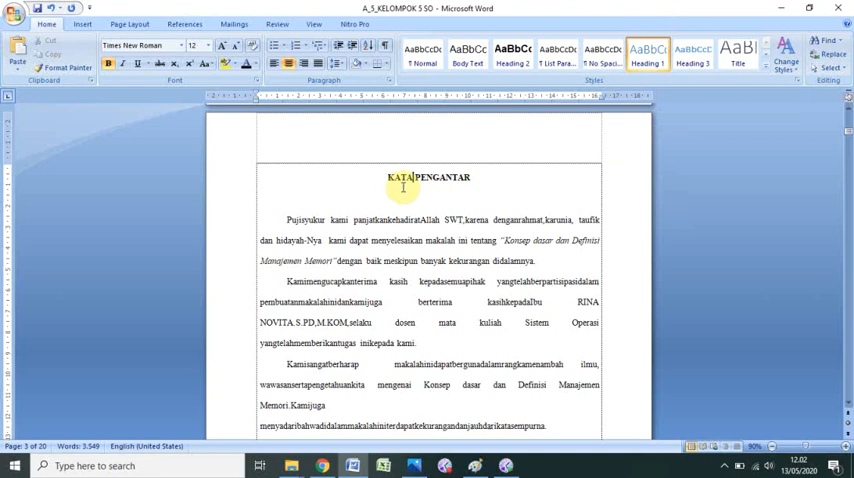 A_5_KELOMPOK 5 SO - Microsoft Word
Home Insert Page Layout References Mailings Review View Nitro Pro
Cut
Copy
Format Painter
Paste
Clipboard
Times New Roman 12
Font
Paragraph
AaBbCcDc AaBbCc AaBbCc AaBbCcDc AaBbCcDc AaBbC AaBbCcDc AaBl
¶ Normal Body Text Heading 2 ¶ List Para... ¶ No Spaci... Heading 1 Heading 3 Title
Change Styles
Styles
Find
Replace
Select
Editing
KATA PENGANTAR
Pujisyukur kami panjatkankehadiratAllah SWT,karena denganrahmat,karunia, taufik
dan hidayah-Nya kami dapat menyelesaikan makalah ini tentang “Konsep dasar dan Definisi
Manajemen Memori”dengan baik meskipun banyak kekurangan didalamnya.
Kamimengucapkanterima kasih kepadasemuapihak yangtelahberpartisipasidalam
pembuatanmakalahinidankamijuga berterima kasihkepadaIbu RINA
NOVITA.S.PD,M.KOM,selaku dosen mata kuliah Sistem Operasi
yangtelahmemberikantugas inikepada kami.
Kamisangatberharap makalahinidapatbergunadalamrangkamenambah ilmu,
wawasansertapengetahuankita mengenai Konsep dasar dan Definisi Manajemen
Memori.Kamijuga
menyadaribahwadidalammakalahiniterdapatkekurangandanjauhdarikatasempurna.
Page: 3 of 20 Words: 3.549 English (United States) 90%
Type here to search
12.02
13/05/2020